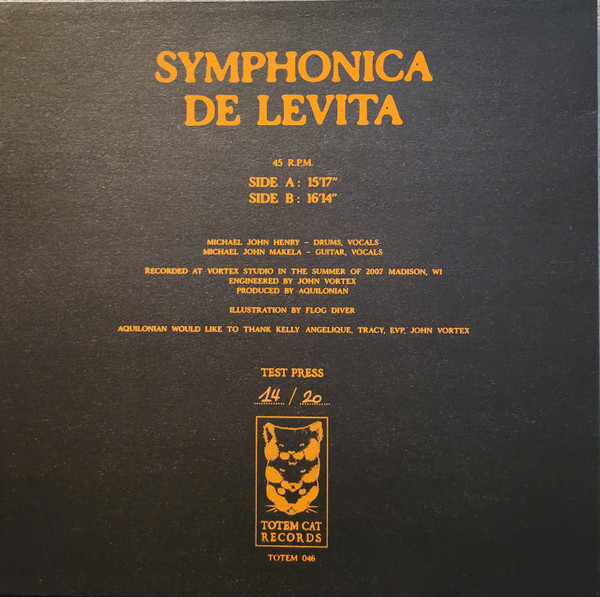 SYMPHONICA
DE LEVITA
45 R.P.M.
SIDE A : 15'17"
SIDE B : 16'14"
MICHAEL JOHN HENRY – DRUMS, VOCALS
MICHAEL JOHN MAKELA – GUITAR, VOCALS
RECORDED AT VORTEX STUDIO IN THE SUMMER OF 2007 MADISON, WI
ENGINEERED BY JOHN VORTEX
PRODUCED BY AQUILONIAN
ILLUSTRATION BY FLOG DIVER
AQUILONIAN WOULD LIKE TO THANK KELLY ANGELIQUE, TRACY, EVP, JOHN VORTEX
TEST PRESS
14 / 20
TOTEM CAT
RECORDS
TOTEM 046